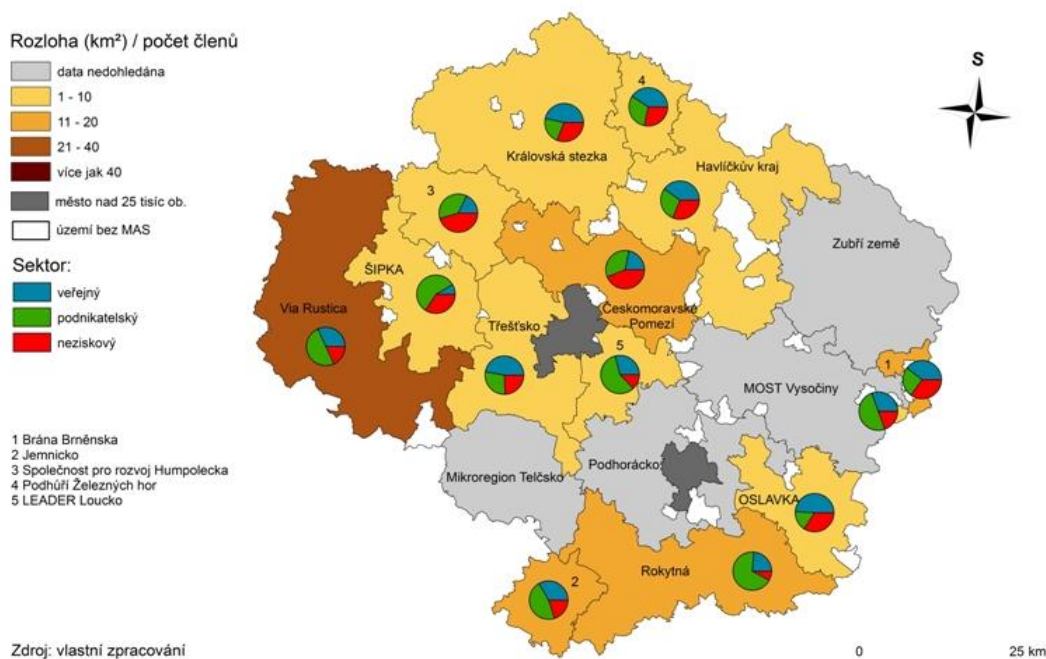 Rozloha (km²) / počet členů
data nedohledána
1 - 10
11 - 20
21 - 40
více jak 40
město nad 25 tisíc ob.
území bez MAS
Sektor:
veřejný
podnikatelský
neziskový
1 Brána Brněnska
2 Jemnicko
3 Společnost pro rozvoj Humpolecka
4 Podhůří Železných hor
5 LEADER Loucko
Zdroj: vlastní zpracování
S
4
Královská stezka
Havlíčkův kraj
3
Zubří země
ŠIPKA
Via Rustica
Třešťsko
Českomoravské
Pomezí
5
1
MOST Vysočiny
Mikroregion Telčsko
Podhorácko
OSLAVKA
2
Rokytná
0
25 km